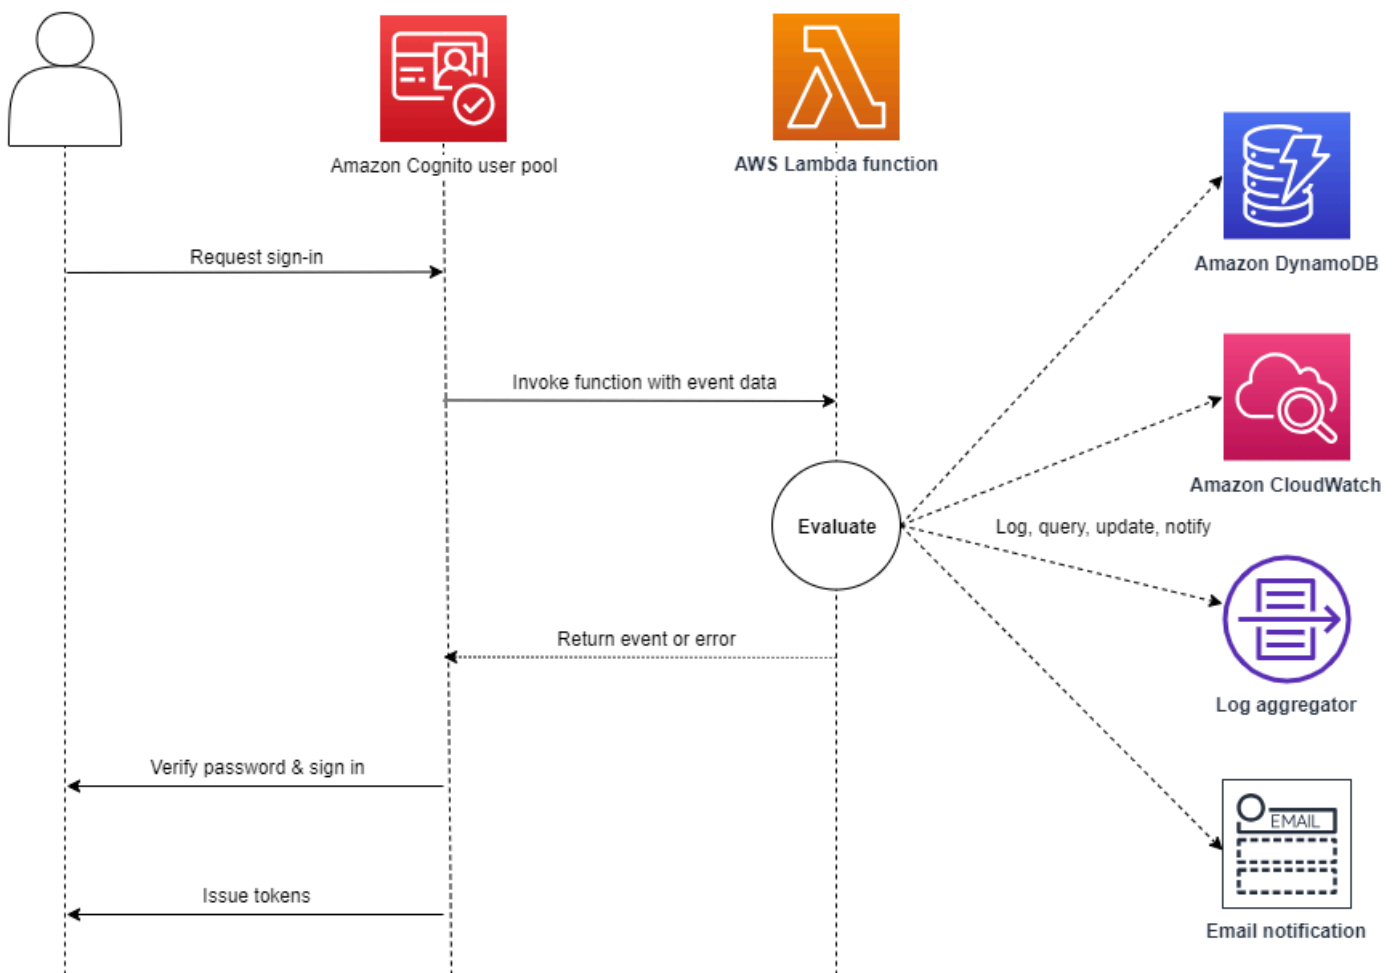 Amazon Cognito user pool
AWS Lambda function
Request sign-in
Amazon DynamoDB
Invoke function with event data
Amazon CloudWatch
Evaluate
Log, query, update, notify
Return event or error
Log aggregator
Verify password & sign in
EMAIL
Issue tokens
Email notification